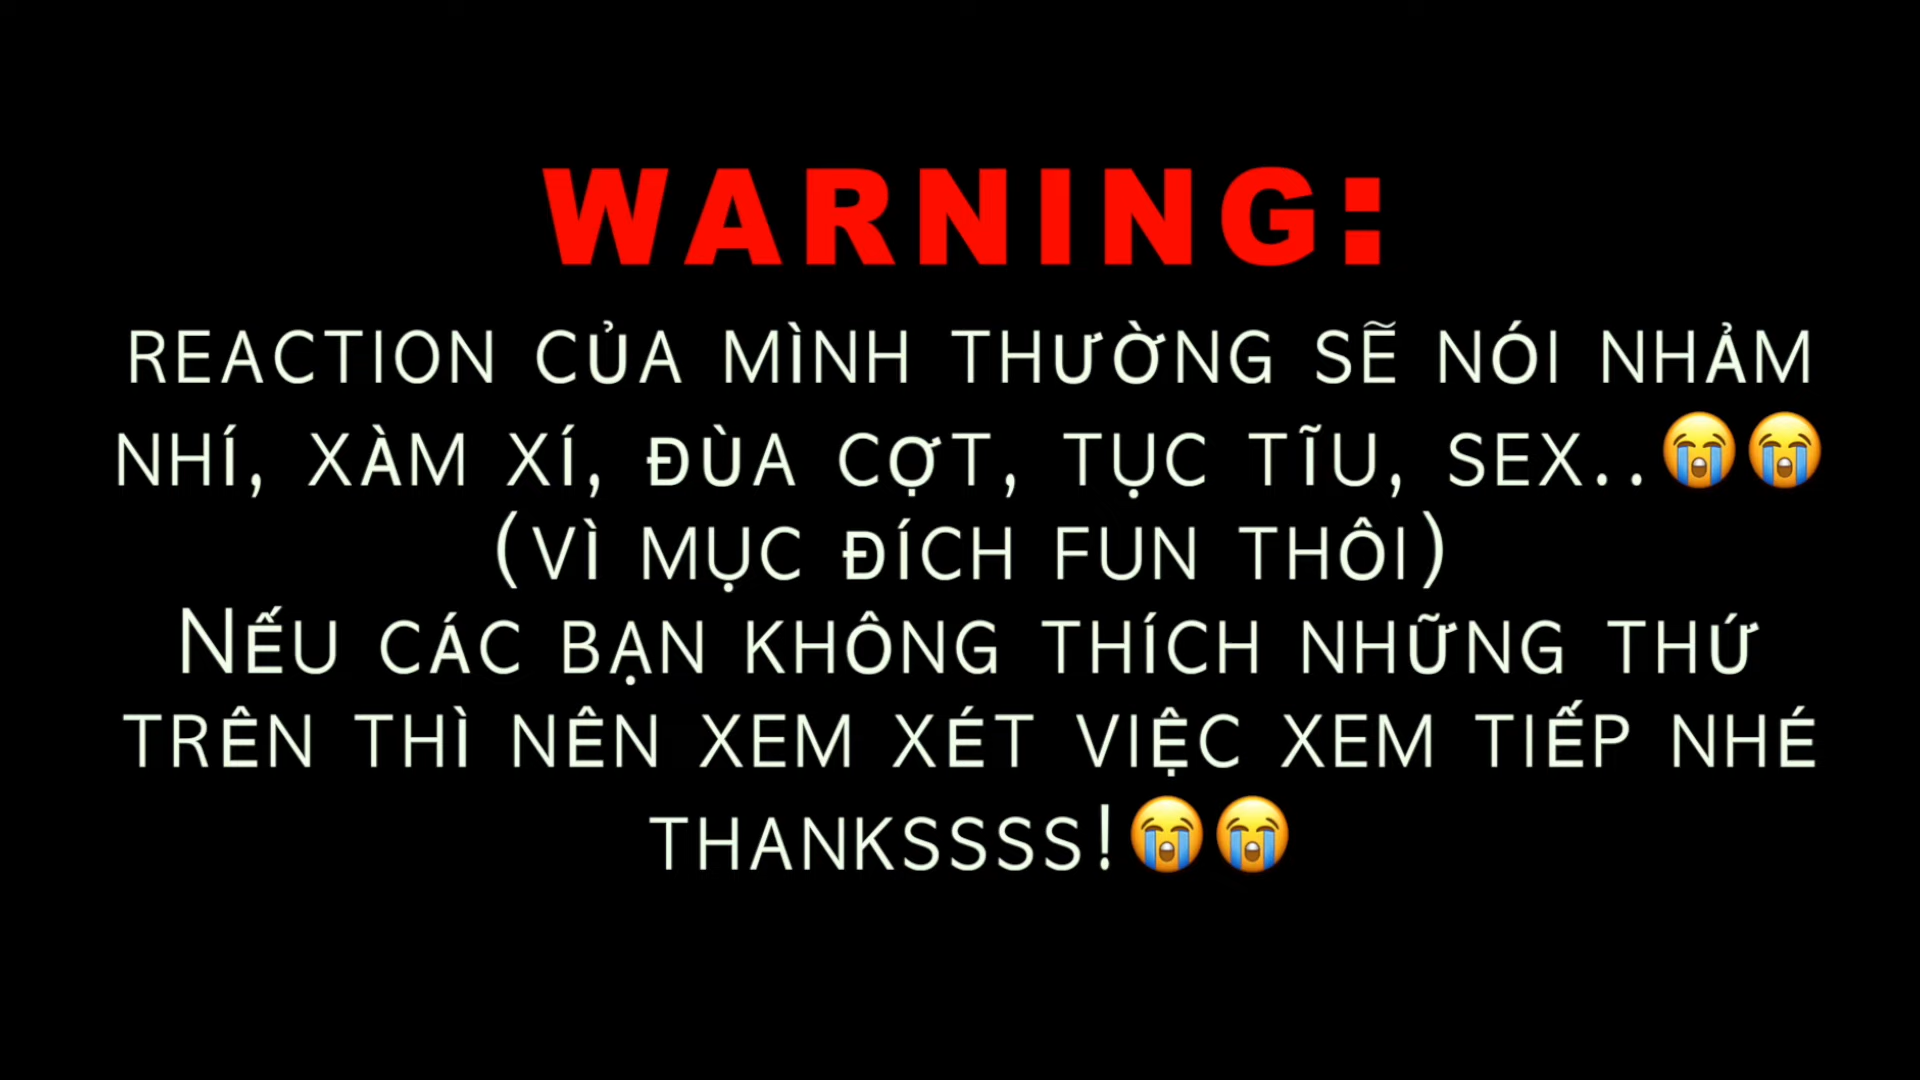 WARNING:
REACTION CỦA MÌNH THƯỜNG SẼ NÓI NHẢM
NHÍ, XÀM XÍ, ĐÙA CỢT, TỤC TĨU, SEX..😭😭
(VÌ MỤC ĐÍCH FUN THÔI)
NẾU CÁC BẠN KHÔNG THÍCH NHỮNG THỨ
TRÊN THÌ NÊN XEM XÉT VIỆC XEM TIẾP NHÉ
THANKSSSS!😭😭